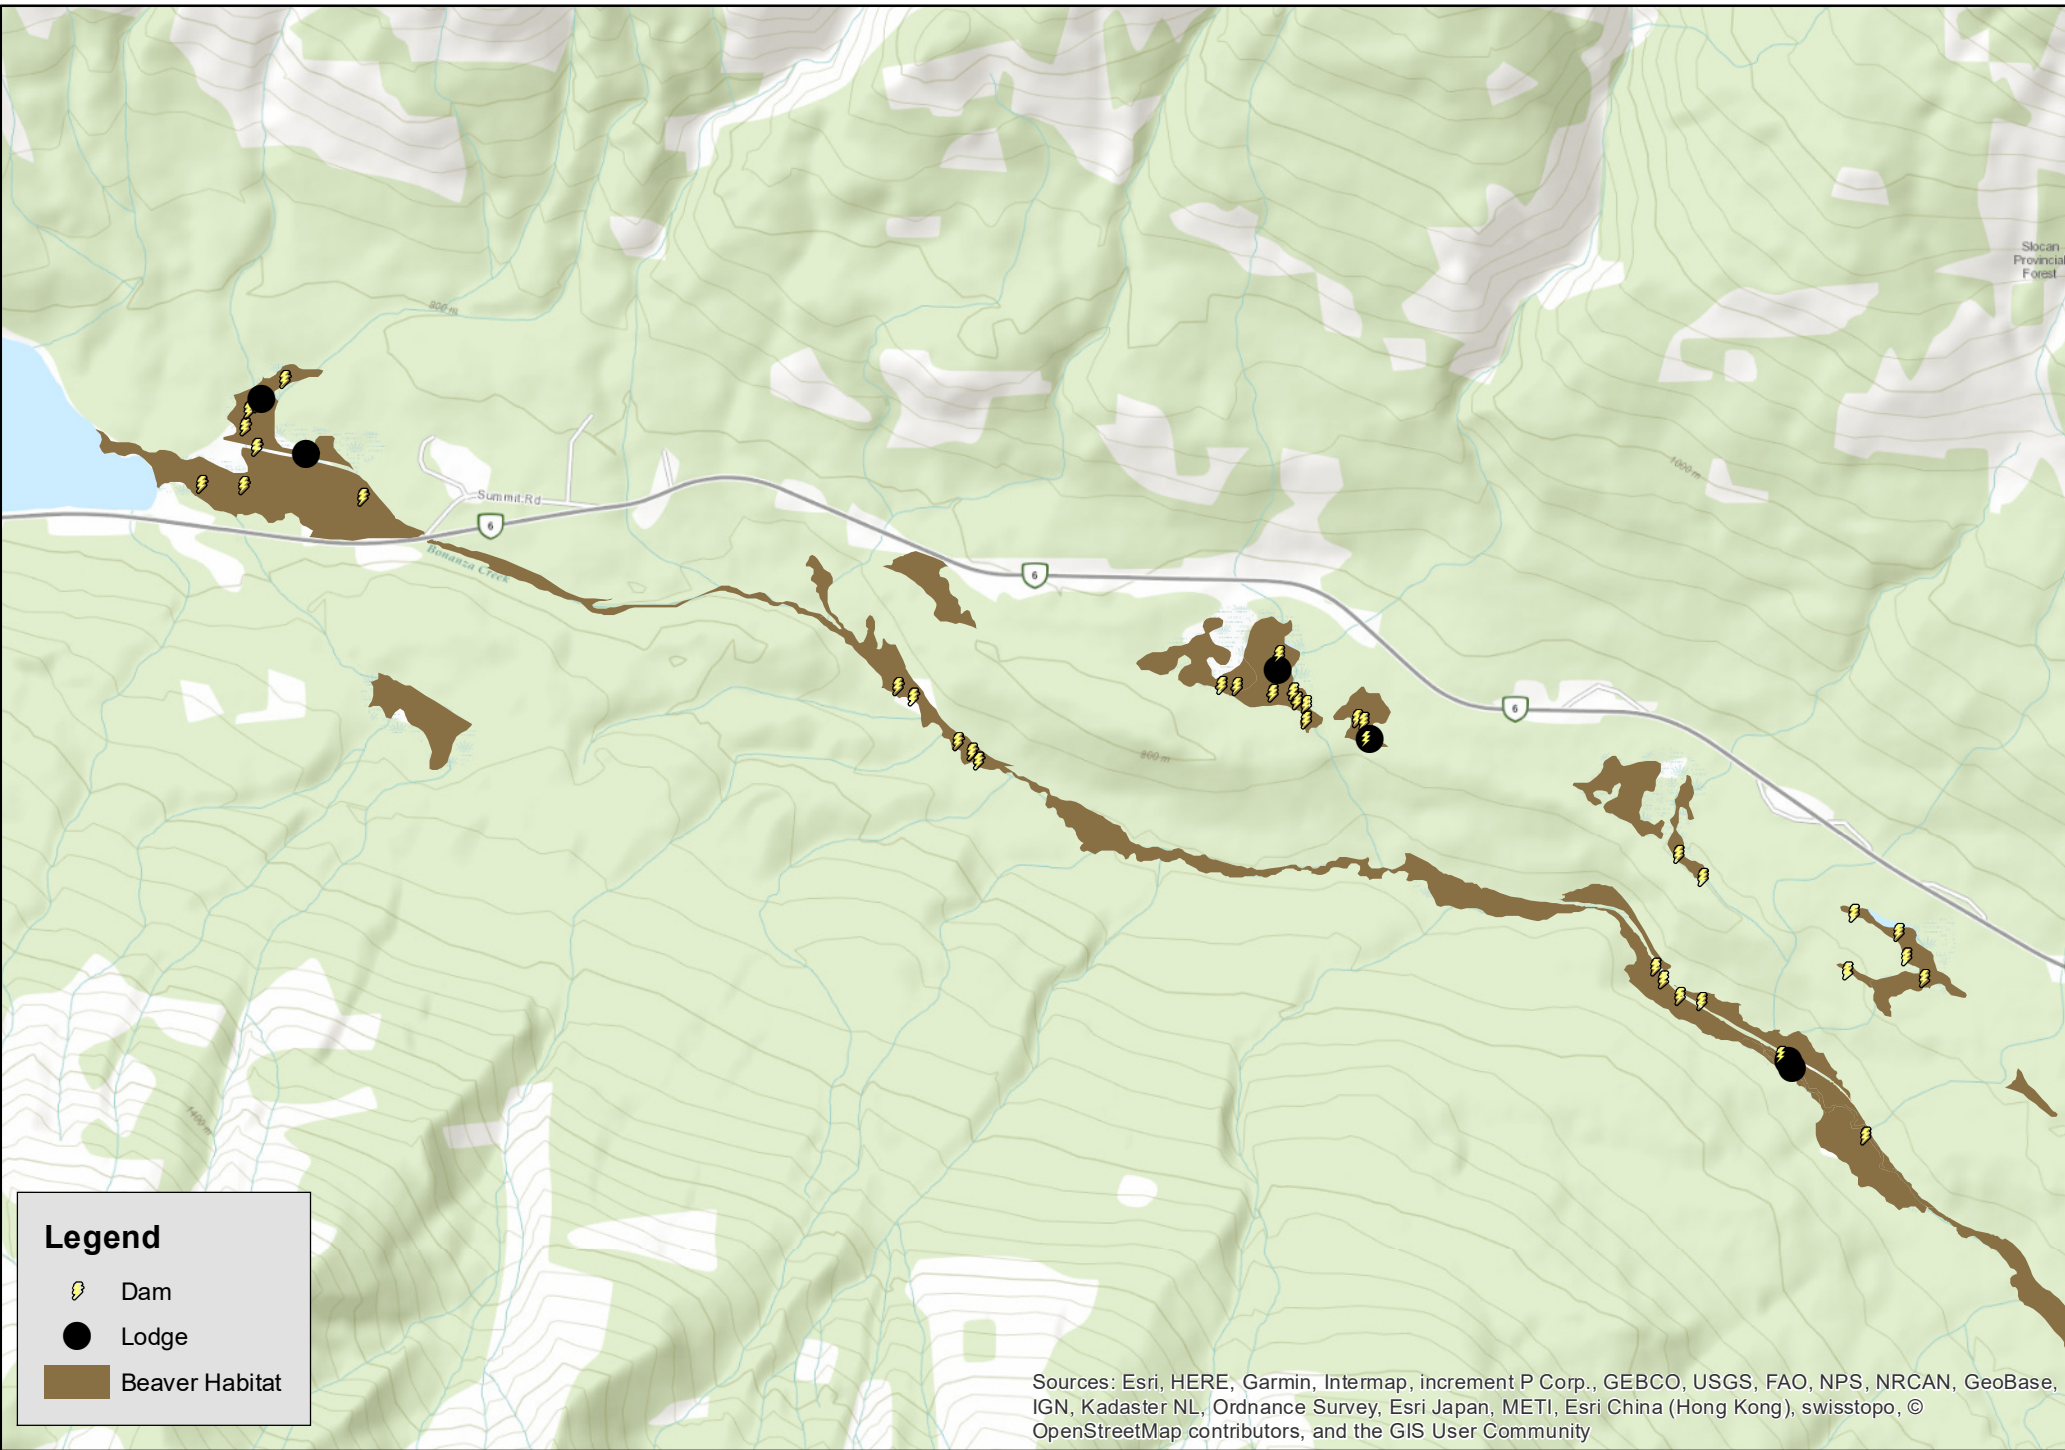 Slocan
Provincial
Forest
900 m
1000 m
Summit Rd
6
Bonanza Creek
6
6
800 m
1400 m
Legend
Dam
Lodge
Beaver Habitat
Sources: Esri, HERE, Garmin, Intermap, increment P Corp., GEBCO, USGS, FAO, NPS, NRCAN, GeoBase,
IGN, Kadaster NL, Ordnance Survey, Esri Japan, METI, Esri China (Hong Kong), swisstopo, ©
OpenStreetMap contributors, and the GIS User Community